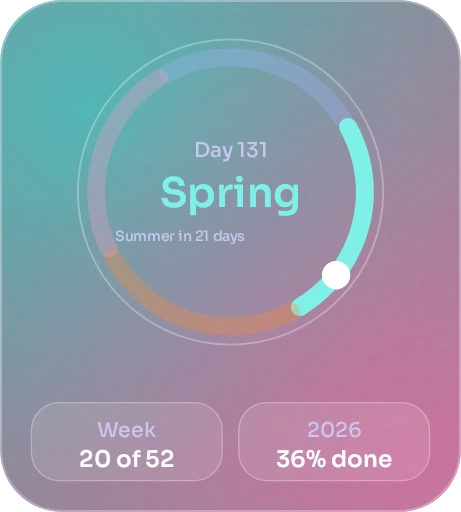 Day 131
Spring
Summer in 21 days
Week
20 of 52
2026
36% done